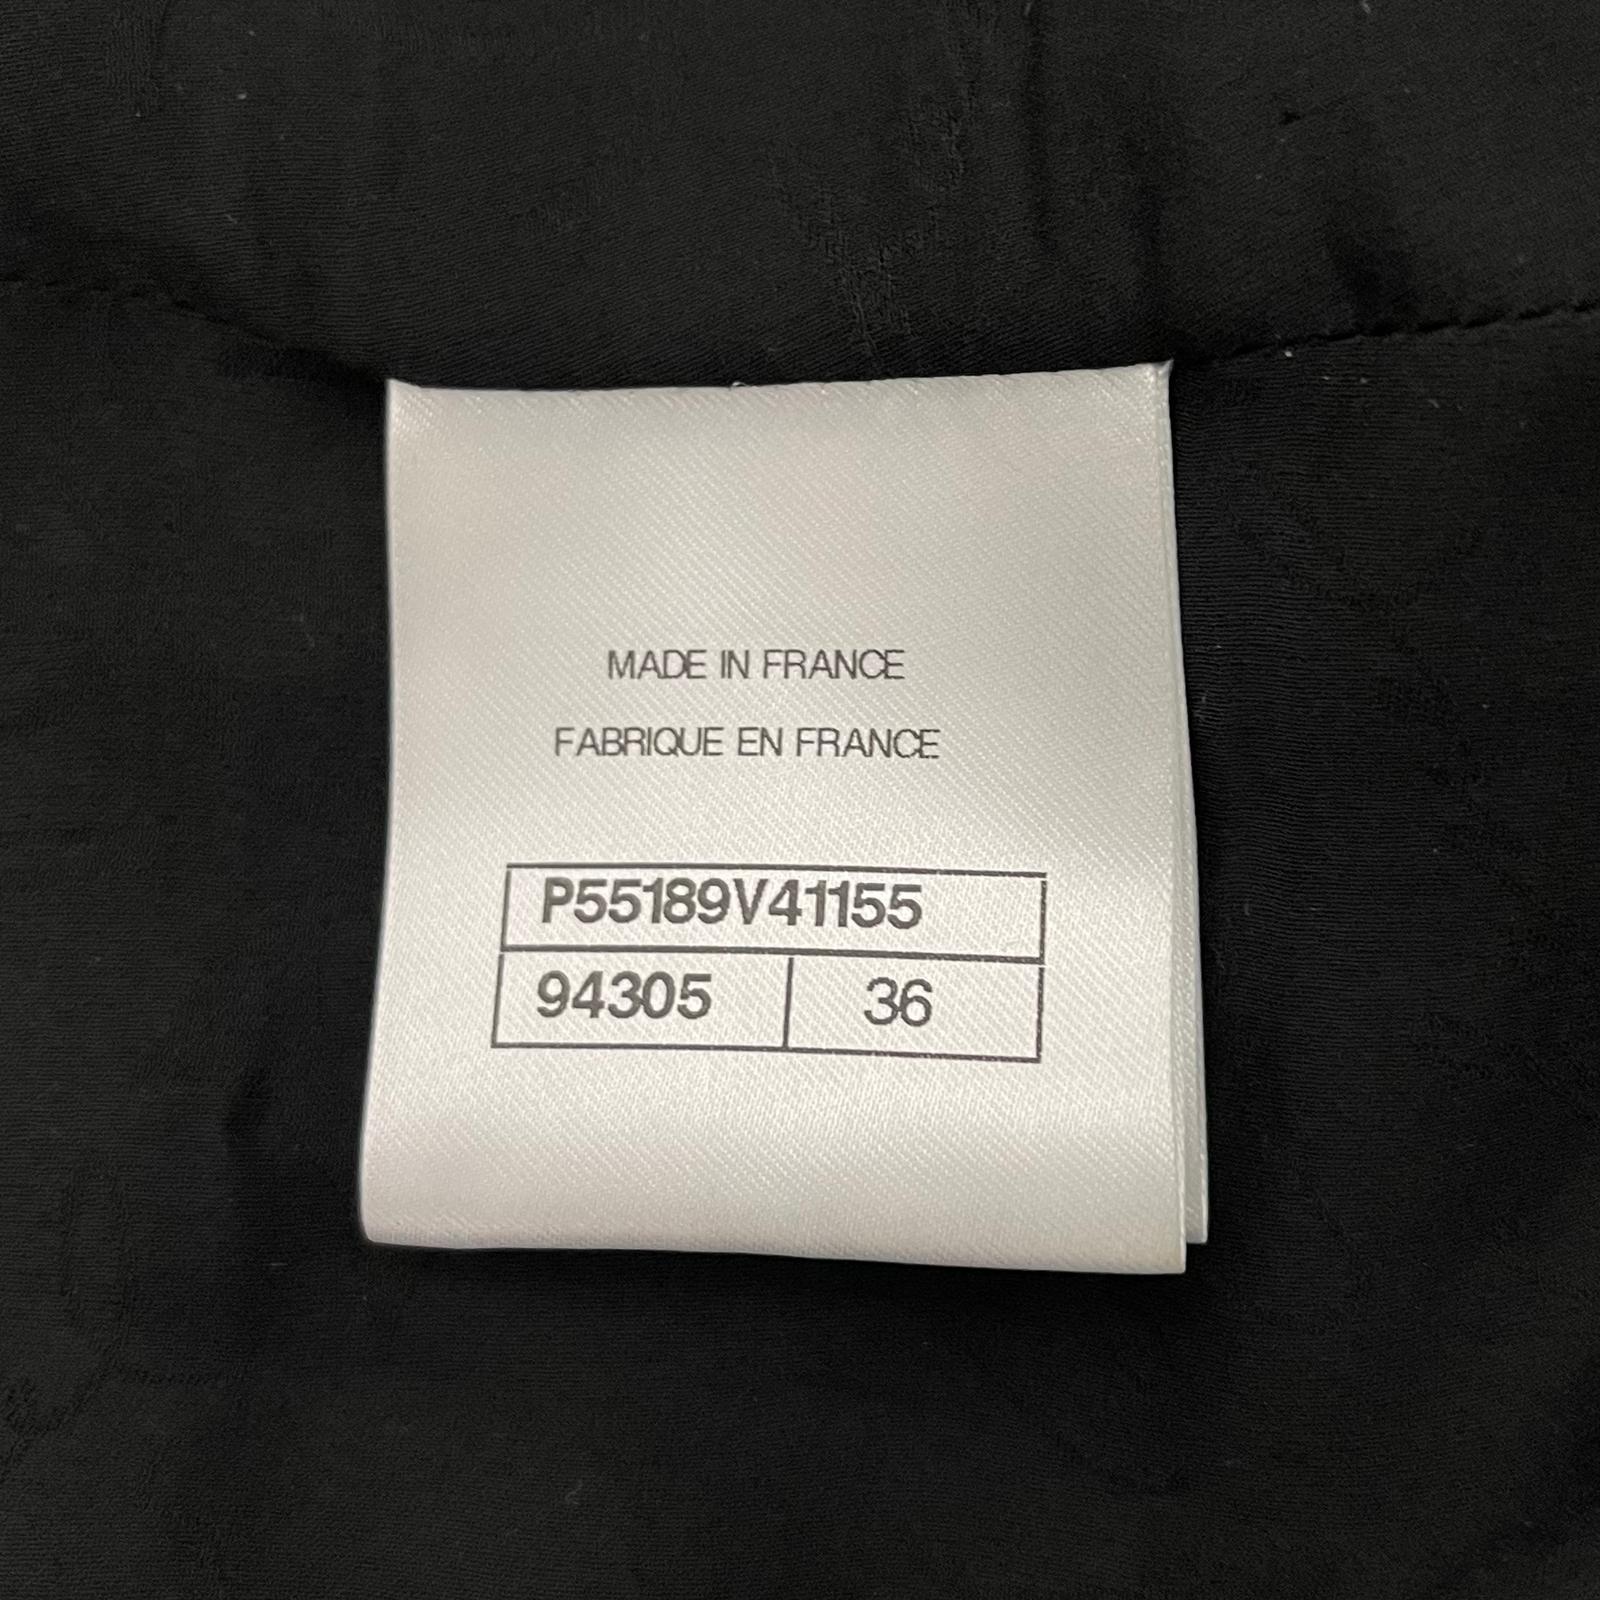 MADE IN FRANCE
FABRIQUE EN FRANCE
P55189V41155
94305 36